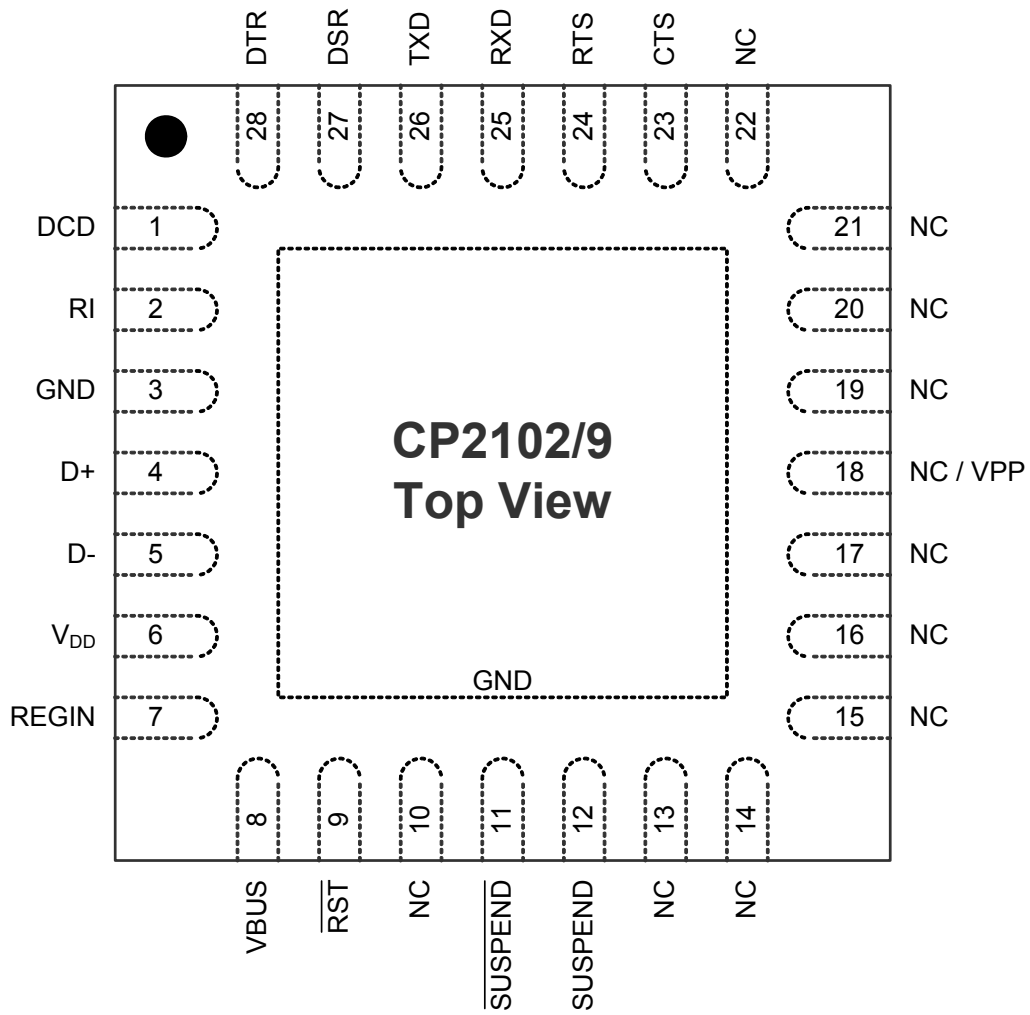 DTR
DSR
TXD
RXD
RTS
CTS
NC
28
27
26
25
24
23
22
DCD 1
RI 2
GND 3
D+ 4
D- 5
VDD 6
REGIN 7
CP2102/9
Top View
GND
21 NC
20 NC
19 NC
18 NC / VPP
17 NC
16 NC
15 NC
8
9
10
11
12
13
14
VBUS
R̅S̅T̅
NC
S̅U̅S̅P̅E̅N̅D̅
SUSPEND
NC
NC